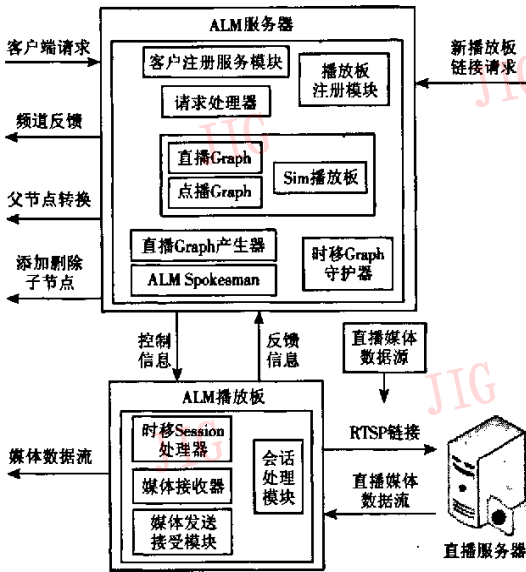 ALM服务器
客户端请求
新播放板
链接请求
客户注册服务模块
播放板
注册模块
请求处理器
频道反馈
直播Graph
点播Graph
Sim播放板
父节点转换
直播Graph产生器
时移Graph
守护器
添加删除
子节点
ALM Spokesman
控制
信息
反馈
信息
直播媒体
数据源
ALM播放板
时移Session
处理器
会话
处理
模块
媒体接收器
媒体发送
接受模块
媒体数据流
RTSP链接
直播媒体
数据流
直播服务器
JIG
JIG
JIG